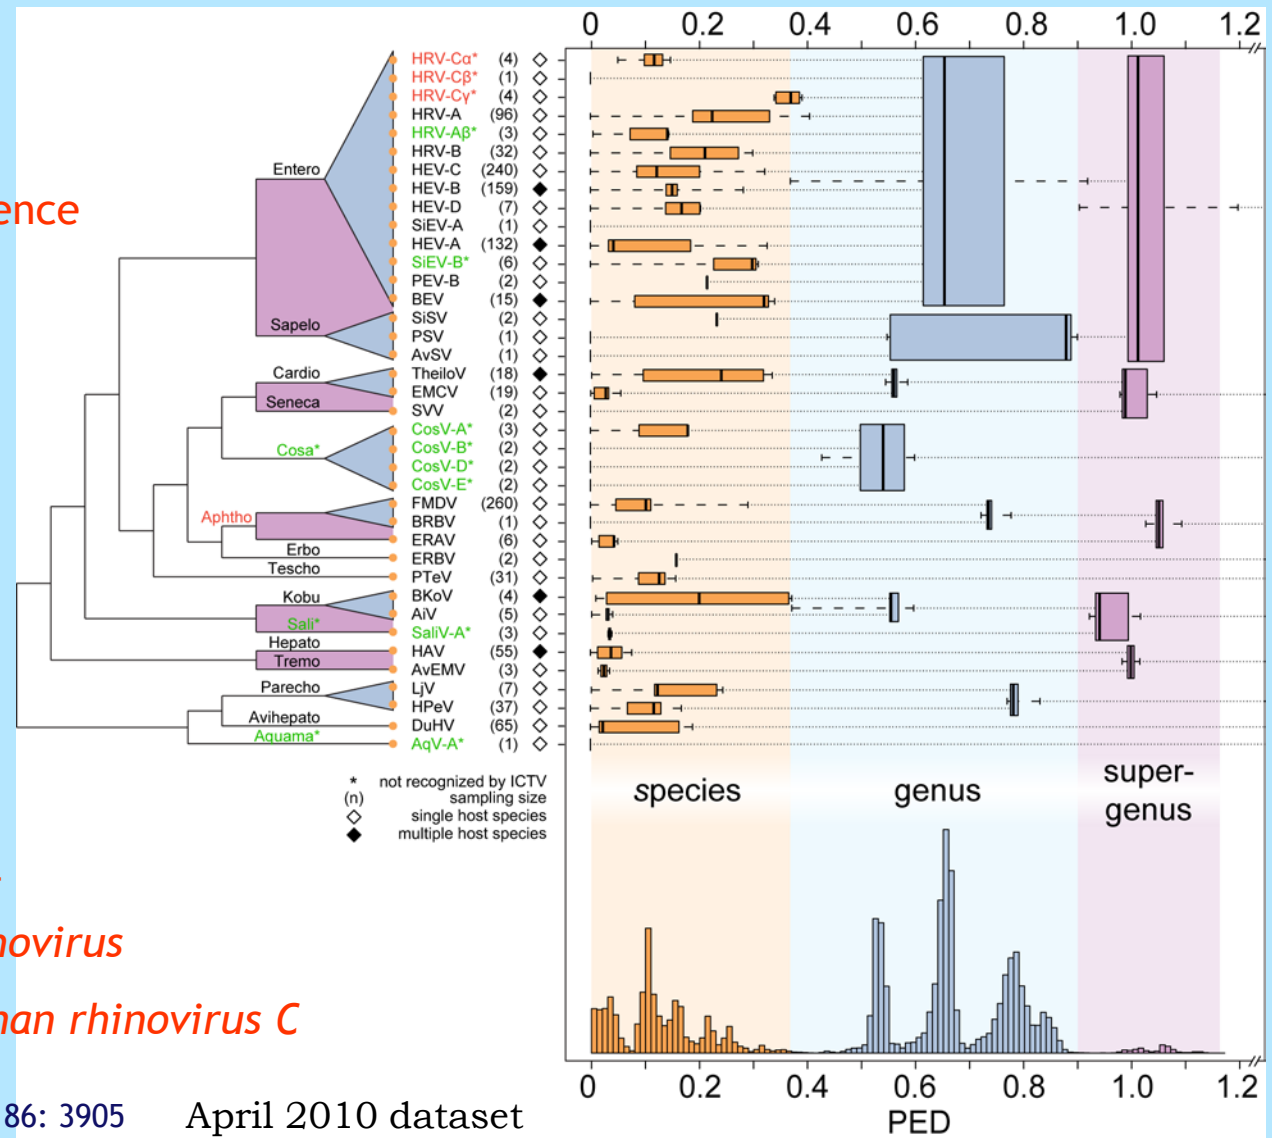 0 0.2 0.4 0.6 0.8 1.0 1.2
HRV-Cα* (4)
HRV-Cβ* (1)
HRV-Cγ* (4)
HRV-A (96)
HRV-Aβ* (3)
HRV-B (32)
Entero HEV-C (240)
HEV-B (159)
ence HEV-D (7)
SiEV-A (1)
HEV-A (132)
SiEV-B* (6)
PEV-B (2)
BEV (15)
Sapelo SiSV (2)
PSV (1)
AvSV (1)
Cardio TheiloV (18)
EMCV (19)
Seneca SVV (2)
CosV-A* (3)
Cosa* CosV-B* (2)
CosV-D* (2)
CosV-E* (2)
FMDV (260)
Aphtho BRBV (1)
ERAV (6)
Erbo ERBV (2)
Tescho PTeV (31)
Kobu BKoV (4)
AiV (5)
Sali* SaliV-A* (3)
Hepato HAV (55)
Tremo AvEMV (3)
Parecho LjV (7)
HPeV (37)
Avihepato DuHV (65)
Aquama* AqV-A* (1)
* not recognized by ICTV
(n) sampling size
single host species
multiple host species
species genus super-
genus
novirus
man rhinovirus C
0 0.2 0.4 0.6 0.8 1.0 1.2
PED
86: 3905 April 2010 dataset